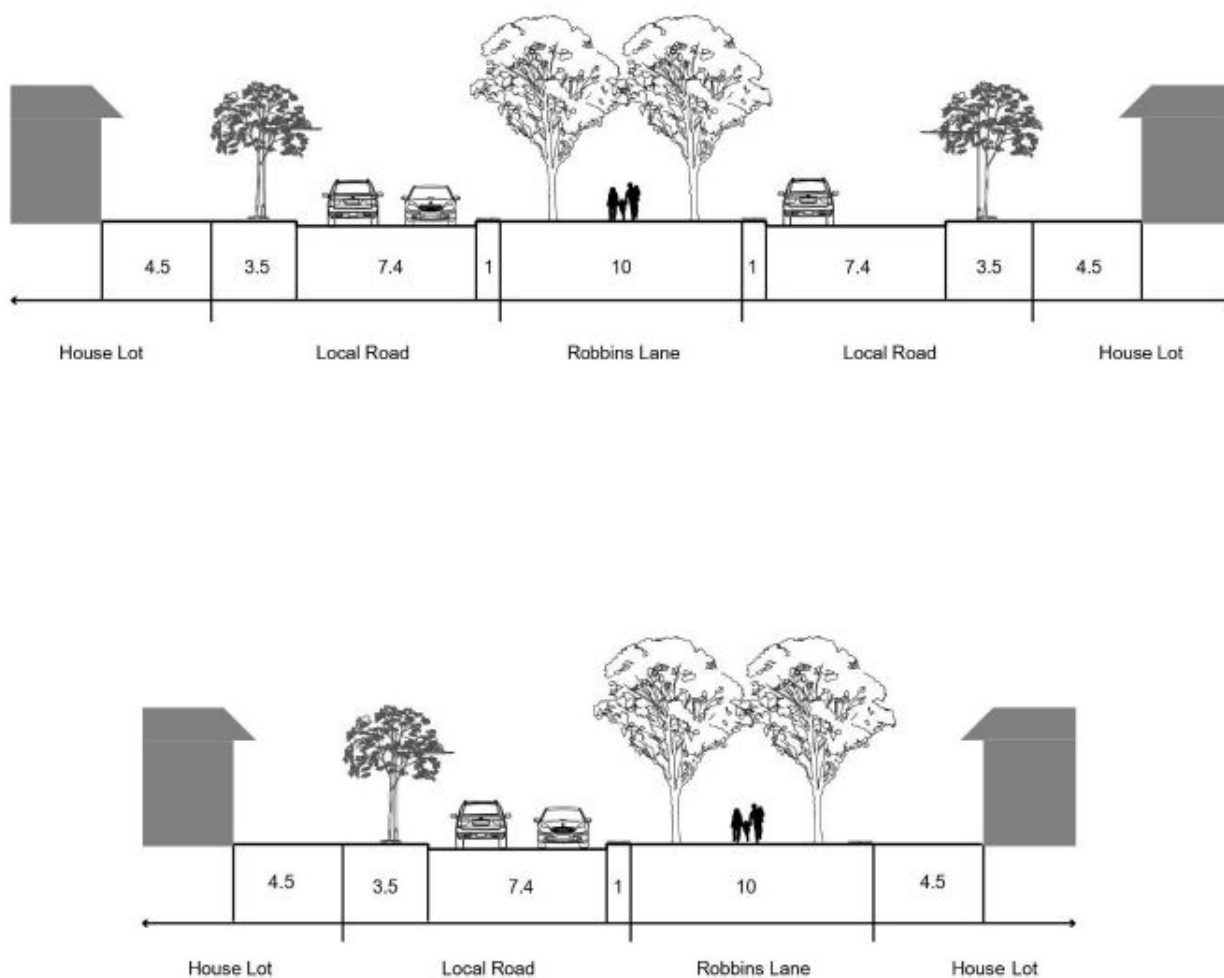 4.5 3.5 7.4 1 10 1 7.4 3.5 4.5
House Lot Local Road Robbins Lane Local Road House Lot
4.5 3.5 7.4 1 10 4.5
House Lot Local Road Robbins Lane House Lot